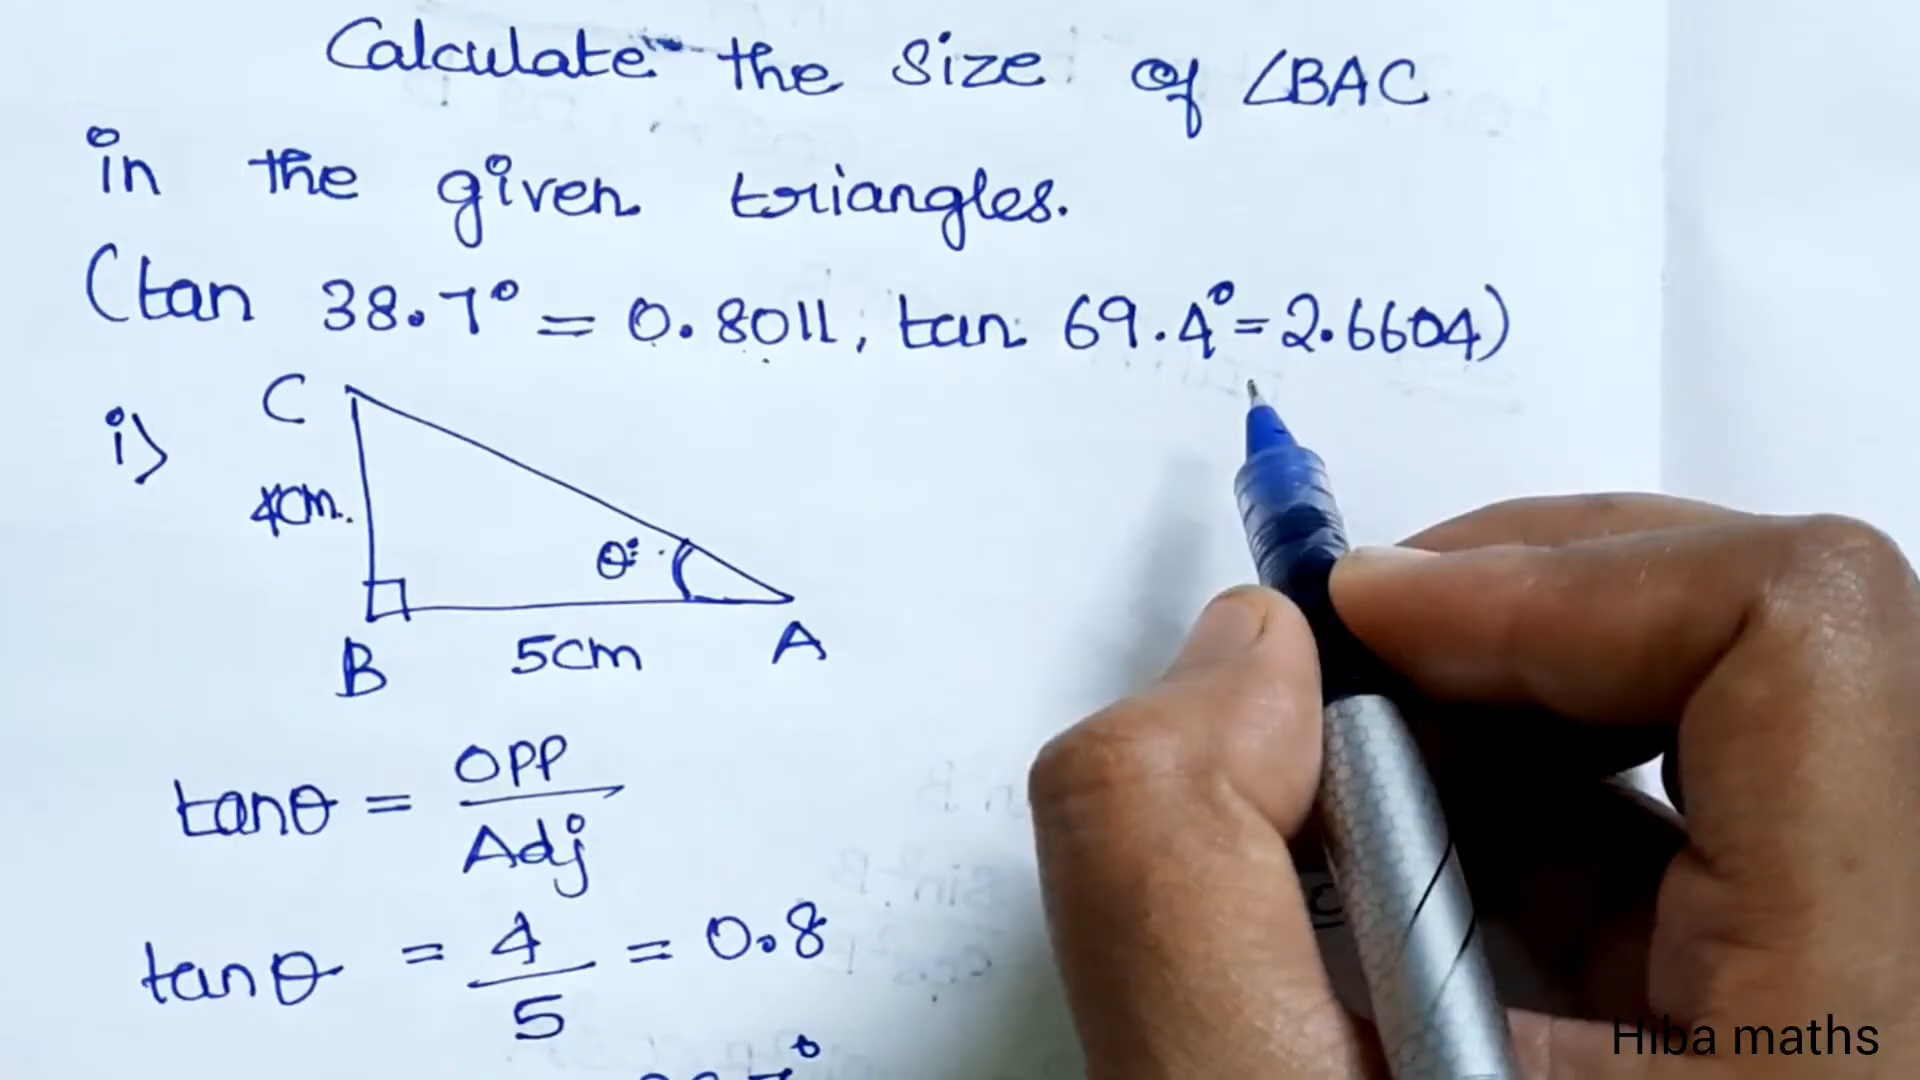 Calculate the size of ∠BAC
in the given triangles.
(tan 38.7° = 0.8011, tan 69.4° = 2.6604)
i)
C
4cm.
θ
B
5cm
A
tanθ = OPP / Adj
tanθ = 4 / 5 = 0.8
Hiba maths